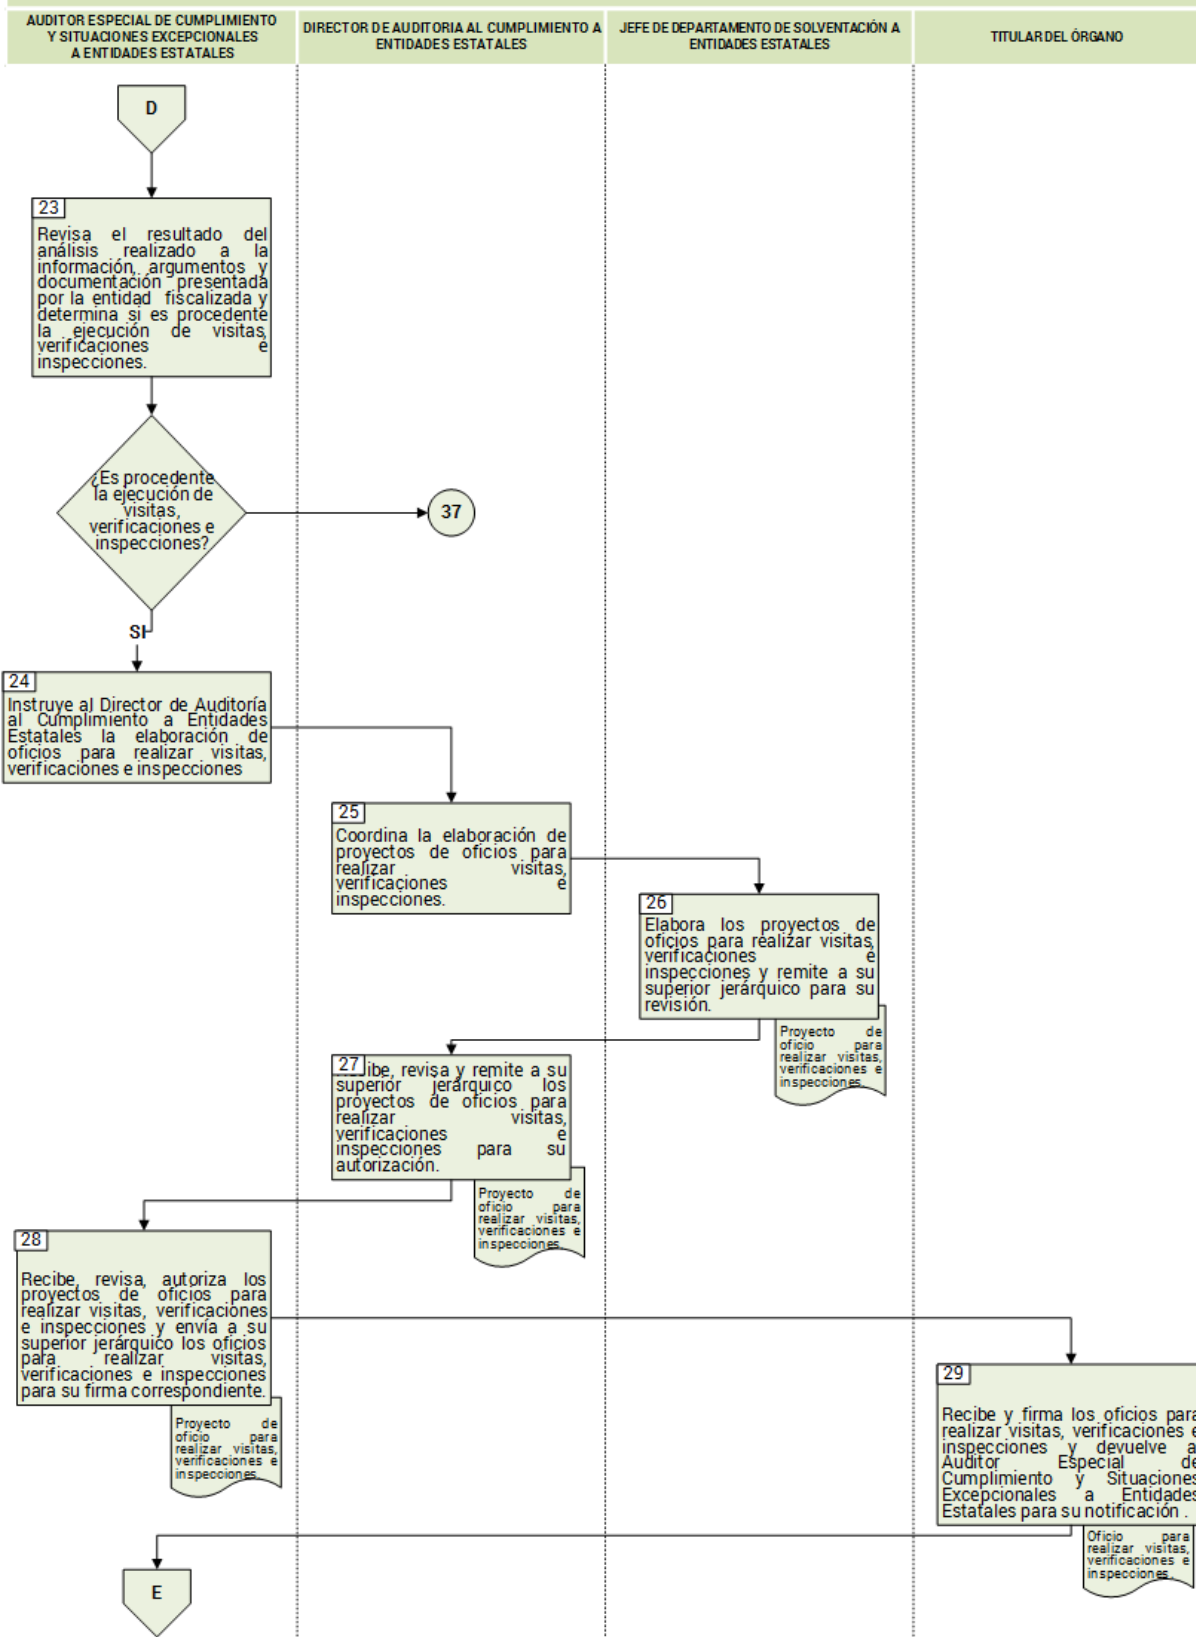 AUDITOR ESPECIAL DE CUMPLIMIENTO
Y SITUACIONES EXCEPCIONALES
A ENTIDADES ESTATALES
DIRECTOR DE AUDITORIA AL CUMPLIMIENTO A
ENTIDADES ESTATALES
JEFE DE DEPARTAMENTO DE SOLVENTACIÓN A
ENTIDADES ESTATALES
TITULAR DEL ÓRGANO
D
23
Revisa el resultado del
análisis realizado a la
información, argumentos y
documentación presentada
por la entidad fiscalizada y
determina si es procedente
la ejecución de visitas,
verificaciones e
inspecciones.
¿Es procedente
la ejecución de
visitas,
verificaciones e
inspecciones?
37
SI
24
Instruye al Director de Auditoría
al Cumplimiento a Entidades
Estatales la elaboración de
oficios para realizar visitas,
verificaciones e inspecciones
25
Coordina la elaboración de
proyectos de oficios para
realizar visitas,
verificaciones e
inspecciones.
26
Elabora los proyectos de
oficios para realizar visitas,
verificaciones e
inspecciones y remite a su
superior jerárquico para su
revisión.
Proyecto de
oficio para
realizar visitas,
verificaciones e
inspecciones.
27
ibe, revisa y remite a su
superior jerárquico los
proyectos de oficios para
realizar visitas,
verificaciones e
inspecciones para su
autorización.
Proyecto de
oficio para
realizar visitas,
verificaciones e
inspecciones.
28
Recibe, revisa, autoriza los
proyectos de oficios para
realizar visitas, verificaciones
e inspecciones y envía a su
superior jerárquico los oficios
para realizar visitas,
verificaciones e inspecciones
para su firma correspondiente.
Proyecto de
oficio para
realizar visitas,
verificaciones e
inspecciones.
29
Recibe y firma los oficios para
realizar visitas, verificaciones e
inspecciones y devuelve a
Auditor Especial de
Cumplimiento y Situaciones
Excepcionales a Entidades
Estatales para su notificación .
Oficio para
realizar visitas,
verificaciones e
inspecciones.
E